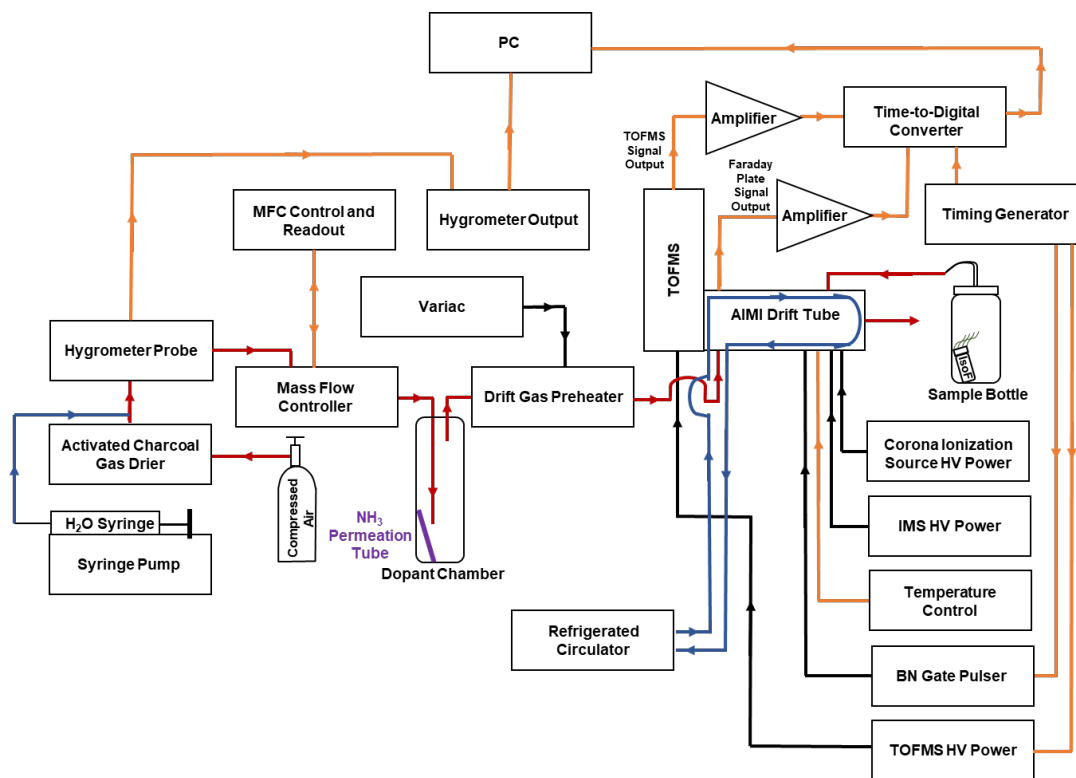 PC
Amplifier
Time-to-Digital
Converter
TOFMS
Signal
Output
Faraday
Plate
Signal
Output
Amplifier
Timing Generator
MFC Control and
Readout
Hygrometer Output
TOFMS
Variac
AIMI Drift Tube
IsoF
Sample Bottle
Hygrometer Probe
Mass Flow
Controller
Drift Gas Preheater
Activated Charcoal
Gas Drier
Compressed
Air
Corona Ionization
Source HV Power
H₂O Syringe
Syringe Pump
NH₃
Permeation
Tube
Dopant Chamber
IMS HV Power
Temperature
Control
Refrigerated
Circulator
BN Gate Pulser
TOFMS HV Power